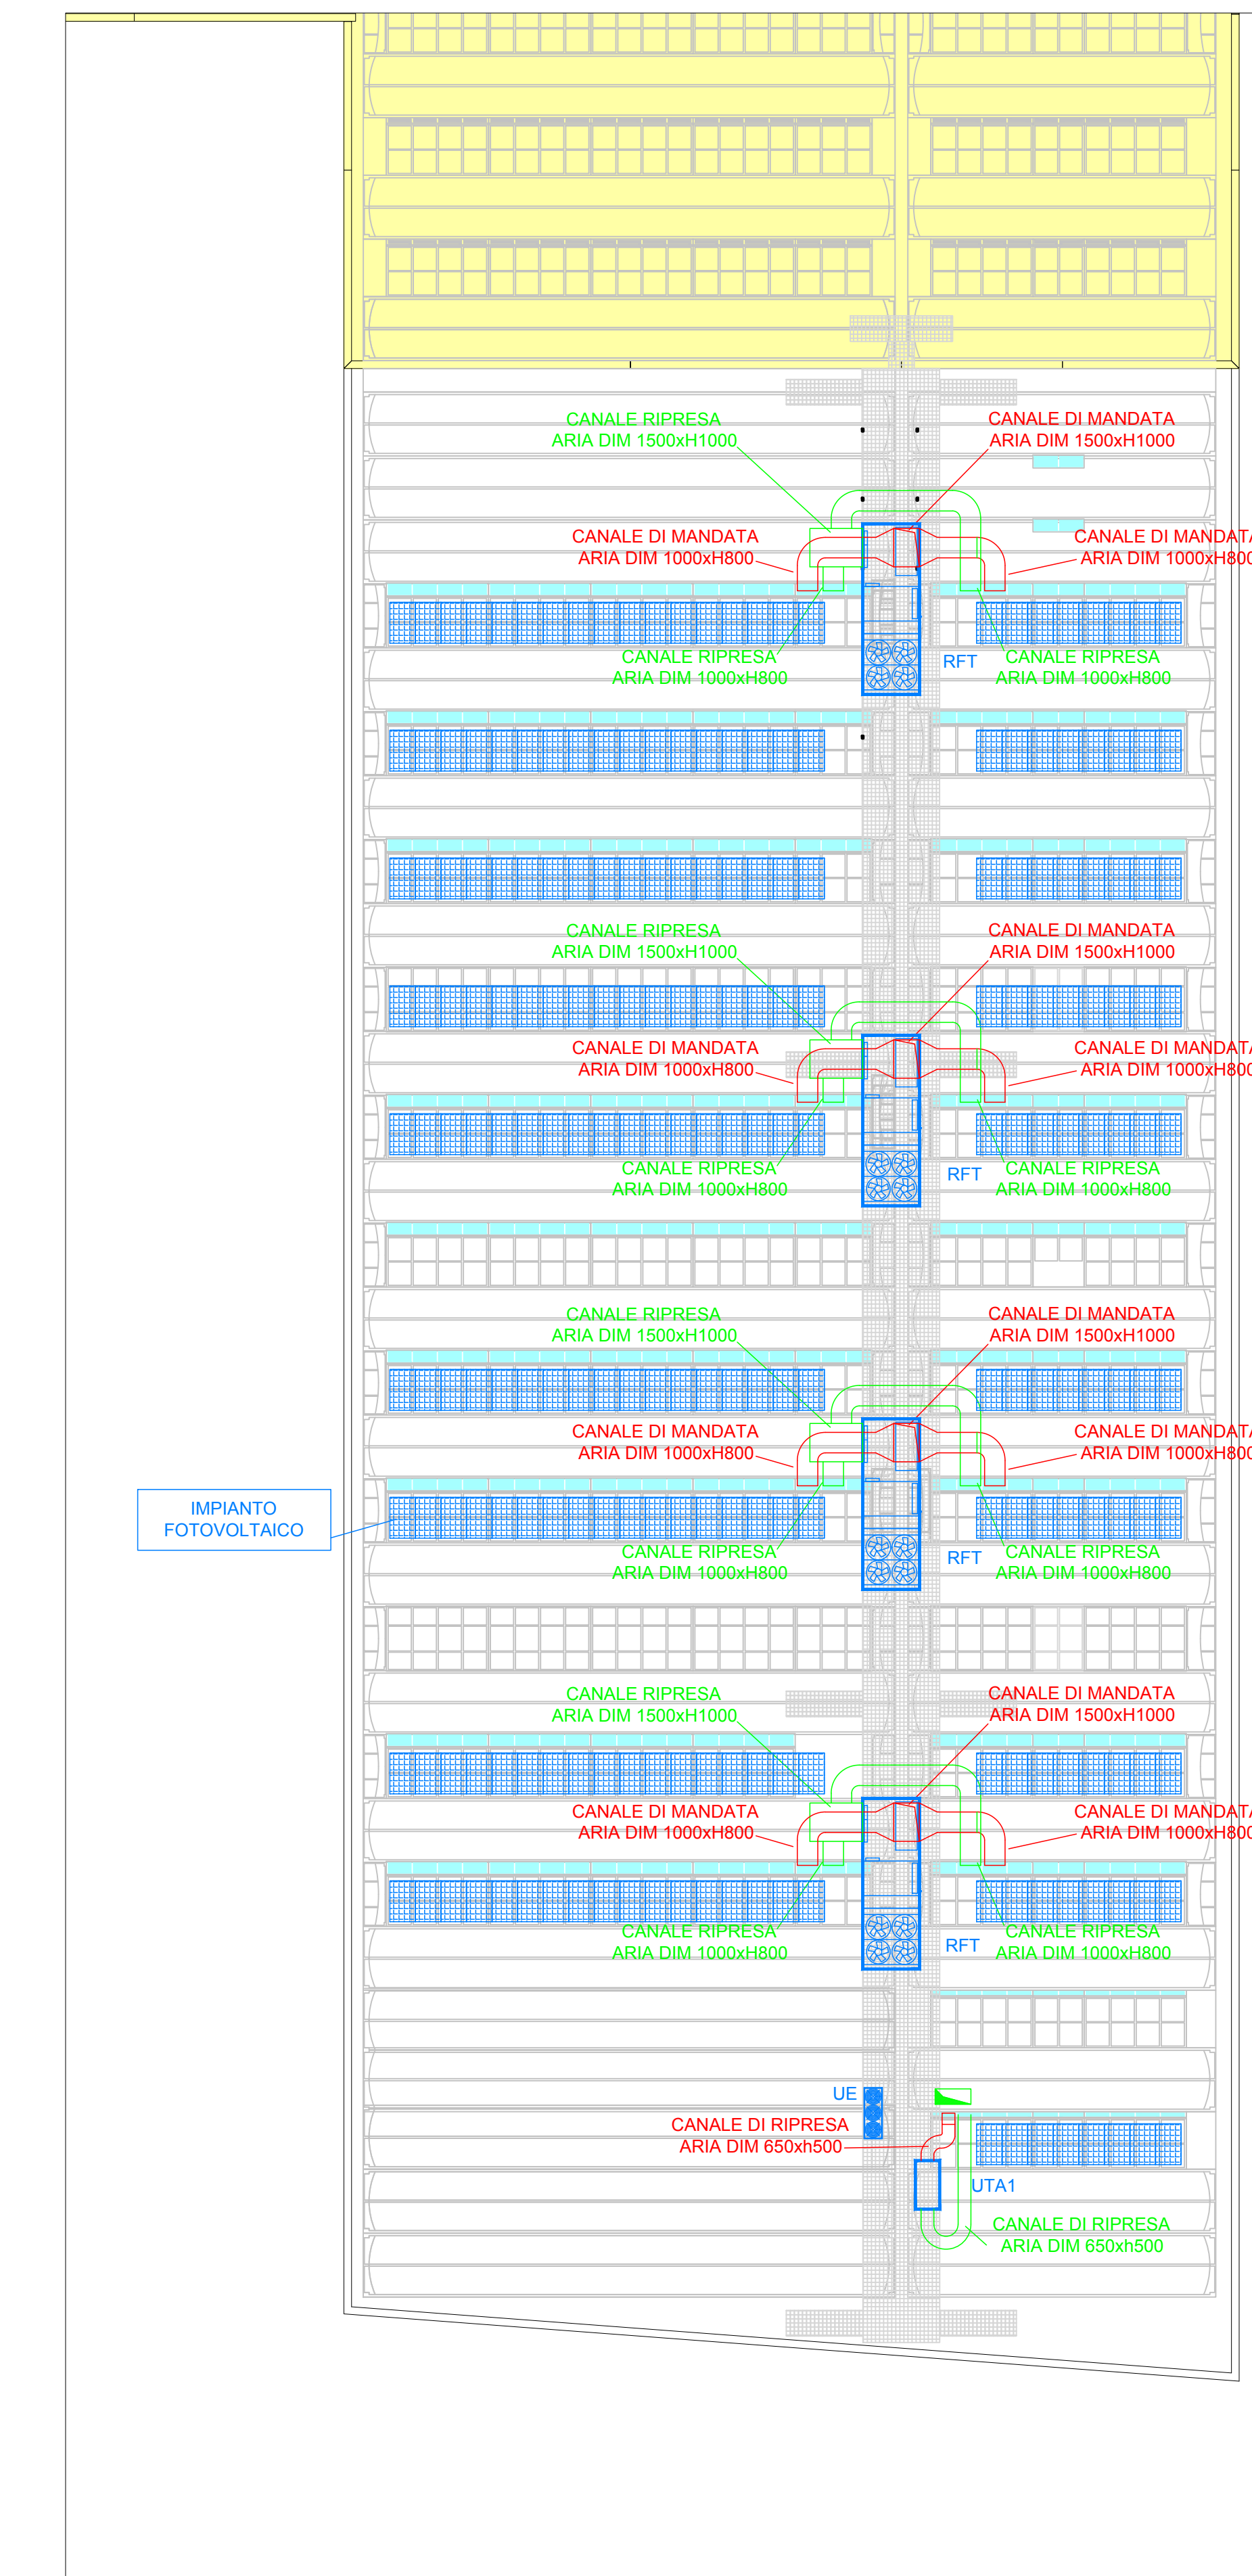 CANALE RIPRESA
ARIA DIM 1500xH1000
CANALE DI MANDATA
ARIA DIM 1500xH1000
CANALE DI MANDATA
ARIA DIM 1000xH800
CANALE DI MANDATA
ARIA DIM 1000xH800
CANALE RIPRESA
ARIA DIM 1000xH800
RFT
CANALE RIPRESA
ARIA DIM 1000xH800
CANALE RIPRESA
ARIA DIM 1500xH1000
CANALE DI MANDATA
ARIA DIM 1500xH1000
CANALE DI MANDATA
ARIA DIM 1000xH800
CANALE DI MANDATA
ARIA DIM 1000xH800
CANALE RIPRESA
ARIA DIM 1000xH800
RFT
CANALE RIPRESA
ARIA DIM 1000xH800
CANALE RIPRESA
ARIA DIM 1500xH1000
CANALE DI MANDATA
ARIA DIM 1500xH1000
CANALE DI MANDATA
ARIA DIM 1000xH800
CANALE DI MANDATA
ARIA DIM 1000xH800
IMPIANTO
FOTOVOLTAICO
CANALE RIPRESA
ARIA DIM 1000xH800
RFT
CANALE RIPRESA
ARIA DIM 1000xH800
CANALE RIPRESA
ARIA DIM 1500xH1000
CANALE DI MANDATA
ARIA DIM 1500xH1000
CANALE DI MANDATA
ARIA DIM 1000xH800
CANALE DI MANDATA
ARIA DIM 1000xH800
CANALE RIPRESA
ARIA DIM 1000xH800
RFT
CANALE RIPRESA
ARIA DIM 1000xH800
UE
CANALE DI RIPRESA
ARIA DIM 650xh500
UTA1
CANALE DI RIPRESA
ARIA DIM 650xh500